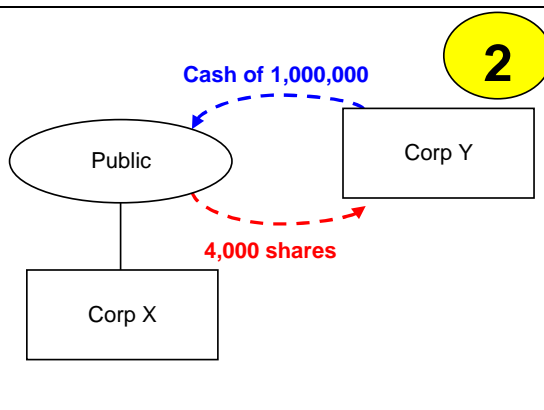 2
Cash of 1,000,000
Public
Corp Y
4,000 shares
Corp X